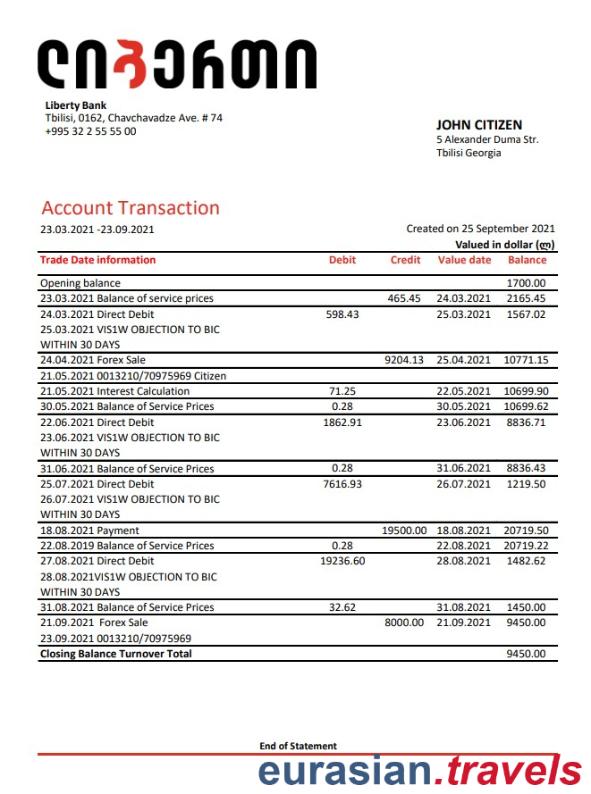 ლიბერთი
Liberty Bank
Tbilisi, 0162, Chavchavadze Ave. # 74
+995 32 2 55 55 00
JOHN CITIZEN
5 Alexander Duma Str.
Tbilisi Georgia
Account Transaction
23.03.2021 -23.09.2021 Created on 25 September 2021
Valued in dollar (ლ)
Trade Date information Debit Credit Value date Balance
Opening balance 1700.00
23.03.2021 Balance of service prices 465.45 24.03.2021 2165.45
24.03.2021 Direct Debit 598.43 25.03.2021 1567.02
25.03.2021 VIS1W OBJECTION TO BIC
WITHIN 30 DAYS
24.04.2021 Forex Sale 9204.13 25.04.2021 10771.15
21.05.2021 0013210/70975969 Citizen
21.05.2021 Interest Calculation 71.25 22.05.2021 10699.90
30.05.2021 Balance of Service Prices 0.28 30.05.2021 10699.62
22.06.2021 Direct Debit 1862.91 23.06.2021 8836.71
23.06.2021 VIS1W OBJECTION TO BIC
WITHIN 30 DAYS
31.06.2021 Balance of Service Prices 0.28 31.06.2021 8836.43
25.07.2021 Direct Debit 7616.93 26.07.2021 1219.50
26.07.2021 VIS1W OBJECTION TO BIC
WITHIN 30 DAYS
18.08.2021 Payment 19500.00 18.08.2021 20719.50
22.08.2019 Balance of Service Prices 0.28 22.08.2021 20719.22
27.08.2021 Direct Debit 19236.60 28.08.2021 1482.62
28.08.2021VIS1W OBJECTION TO BIC
WITHIN 30 DAYS
31.08.2021 Balance of Service Prices 32.62 31.08.2021 1450.00
21.09.2021 Forex Sale 8000.00 21.09.2021 9450.00
23.09.2021 0013210/70975969
Closing Balance Turnover Total 9450.00
End of Statement
eurasian.travels